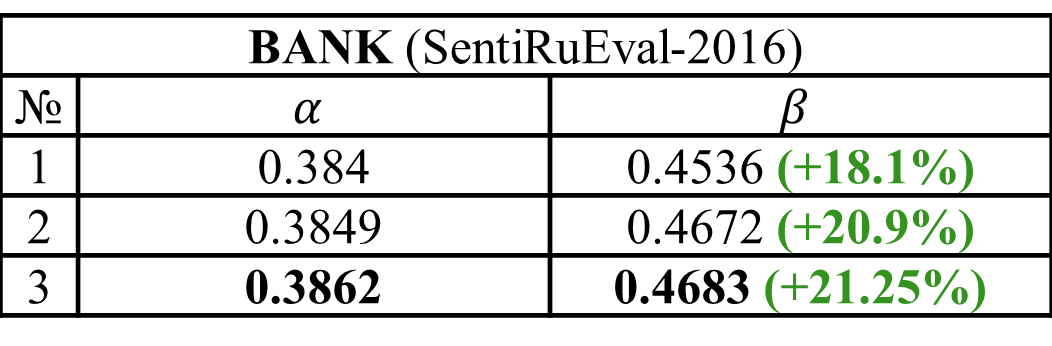 BANK (SentiRuEval-2016)
№ α β
1 0.384 0.4536 (+18.1%)
2 0.3849 0.4672 (+20.9%)
3 0.3862 0.4683 (+21.25%)